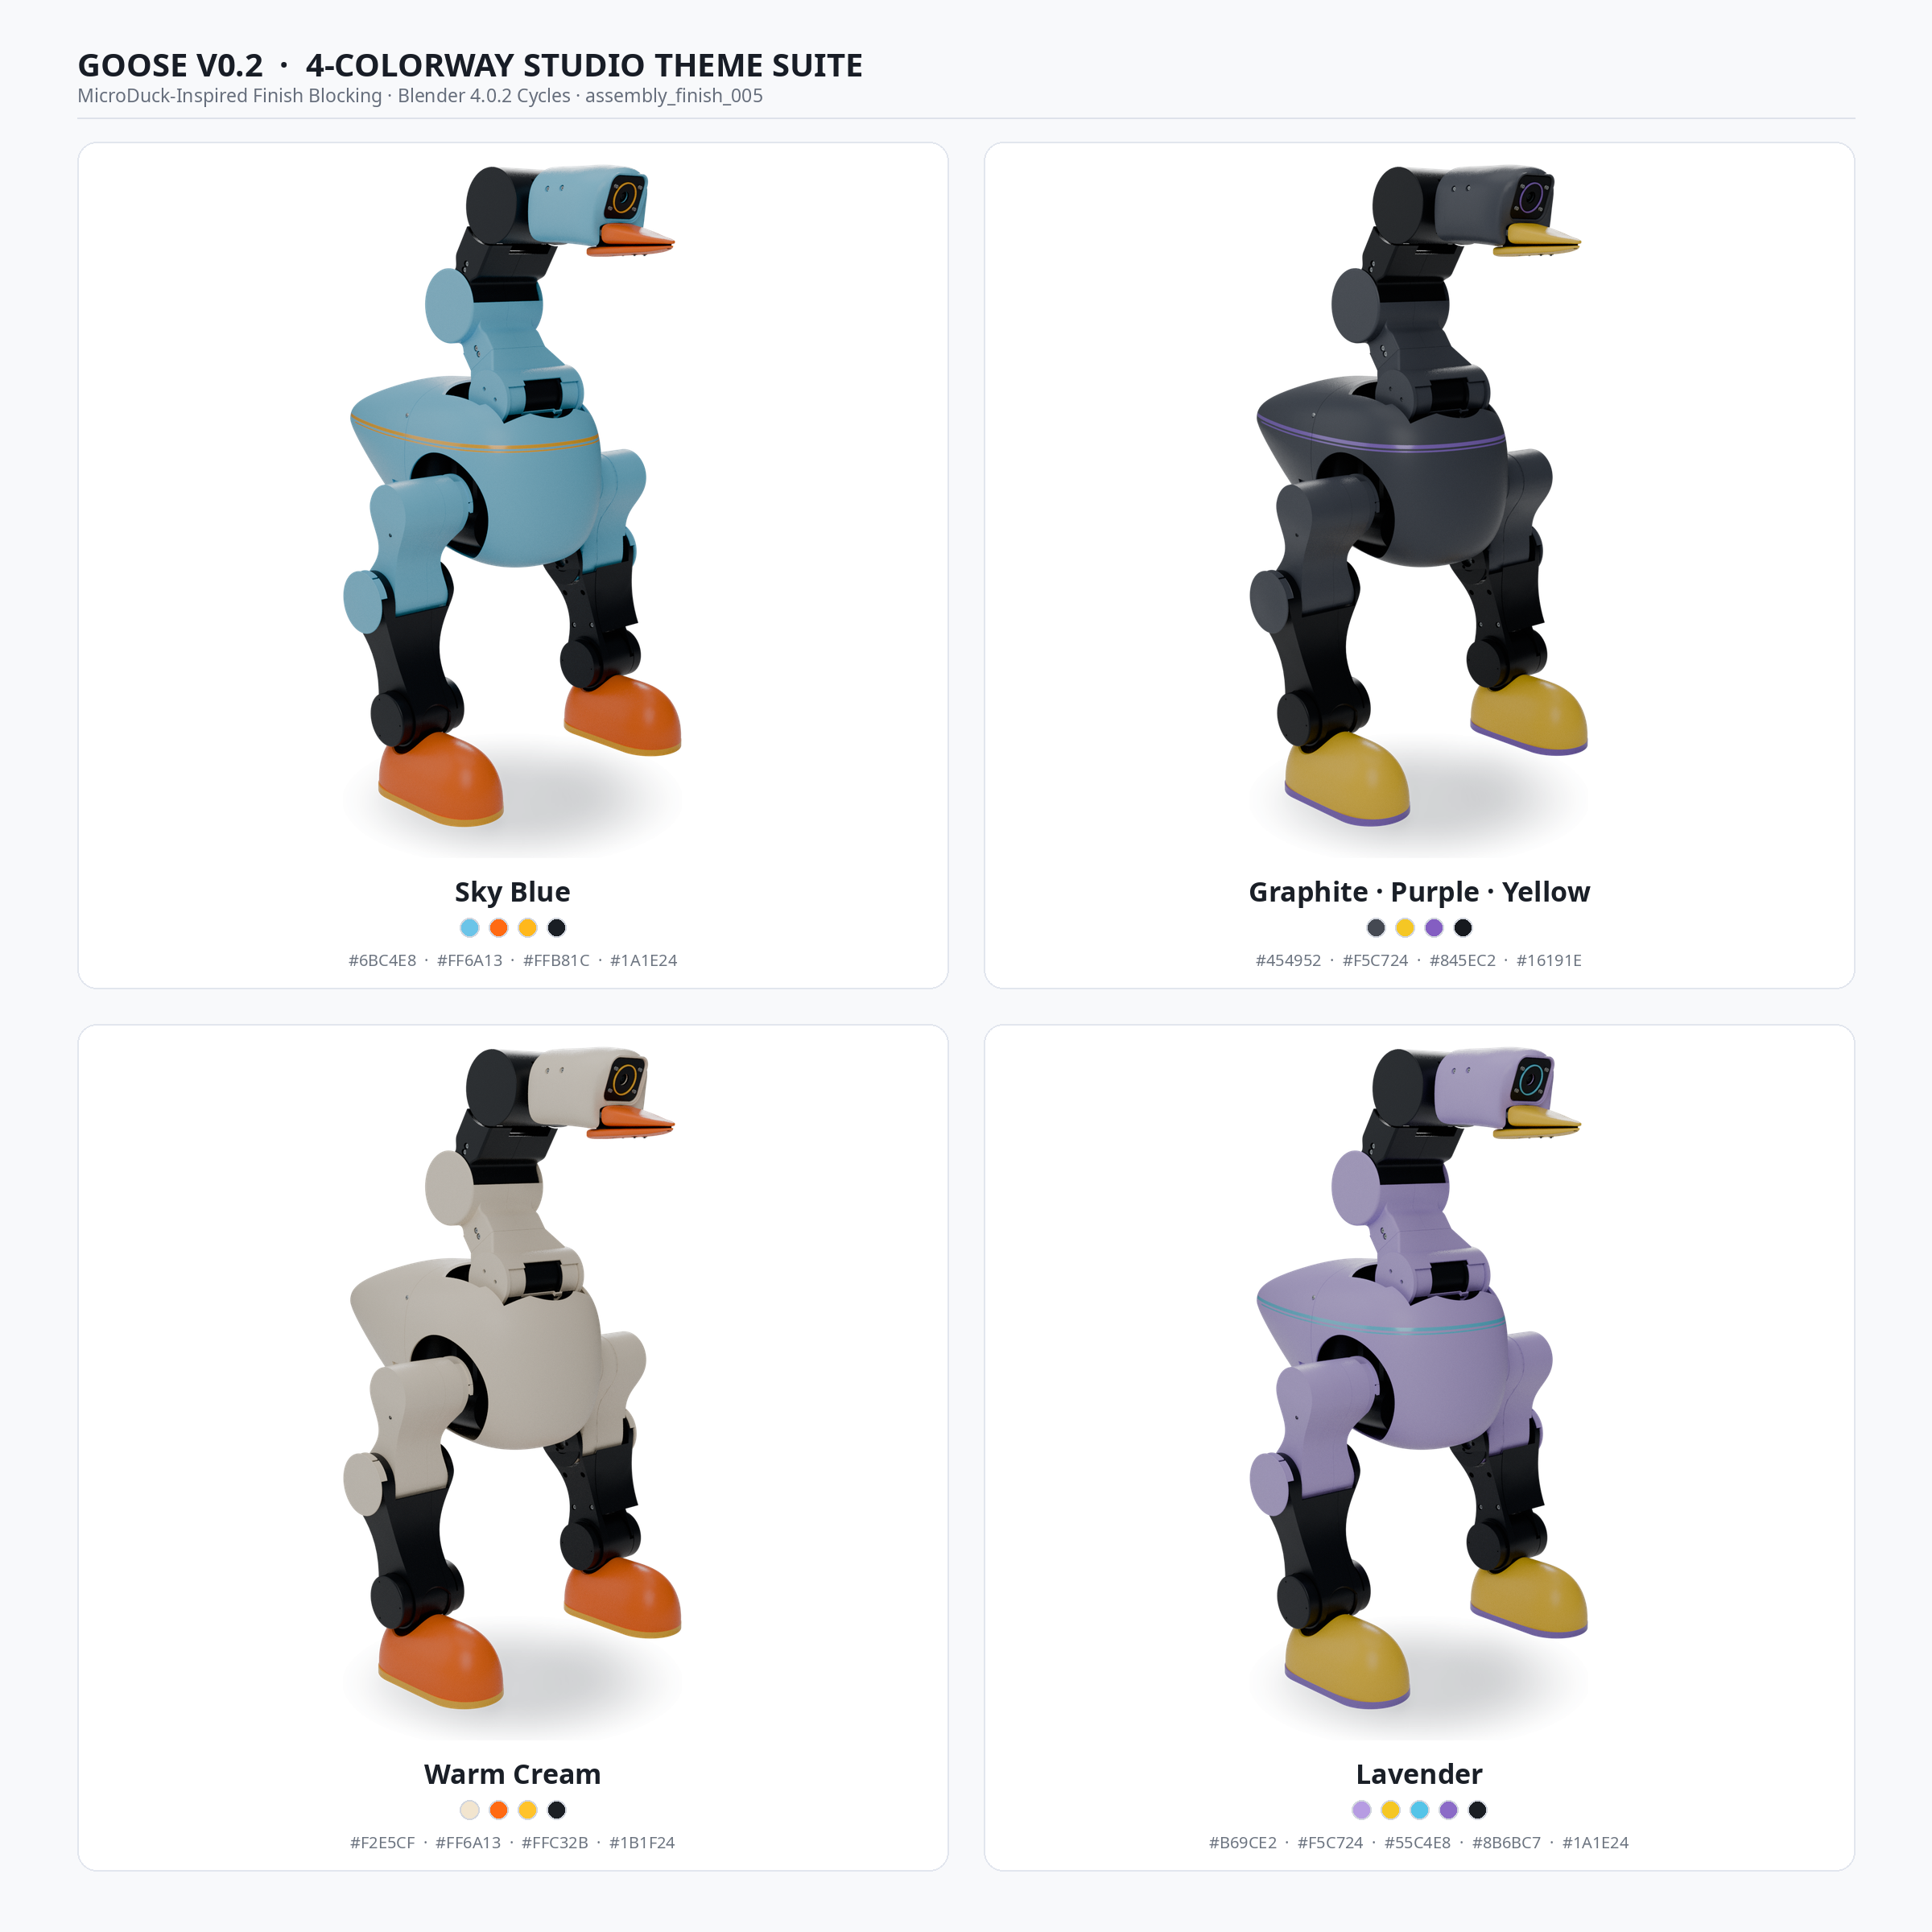 GOOSE V0.2 · 4-COLORWAY STUDIO THEME SUITE
MicroDuck-Inspired Finish Blocking · Blender 4.0.2 Cycles · assembly_finish_005
Sky Blue
#6BC4E8 · #FF6A13 · #FFB81C · #1A1E24
Graphite · Purple · Yellow
#454952 · #F5C724 · #845EC2 · #16191E
Warm Cream
#F2E5CF · #FF6A13 · #FFC32B · #1B1F24
Lavender
#B69CE2 · #F5C724 · #55C4E8 · #8B6BC7 · #1A1E24